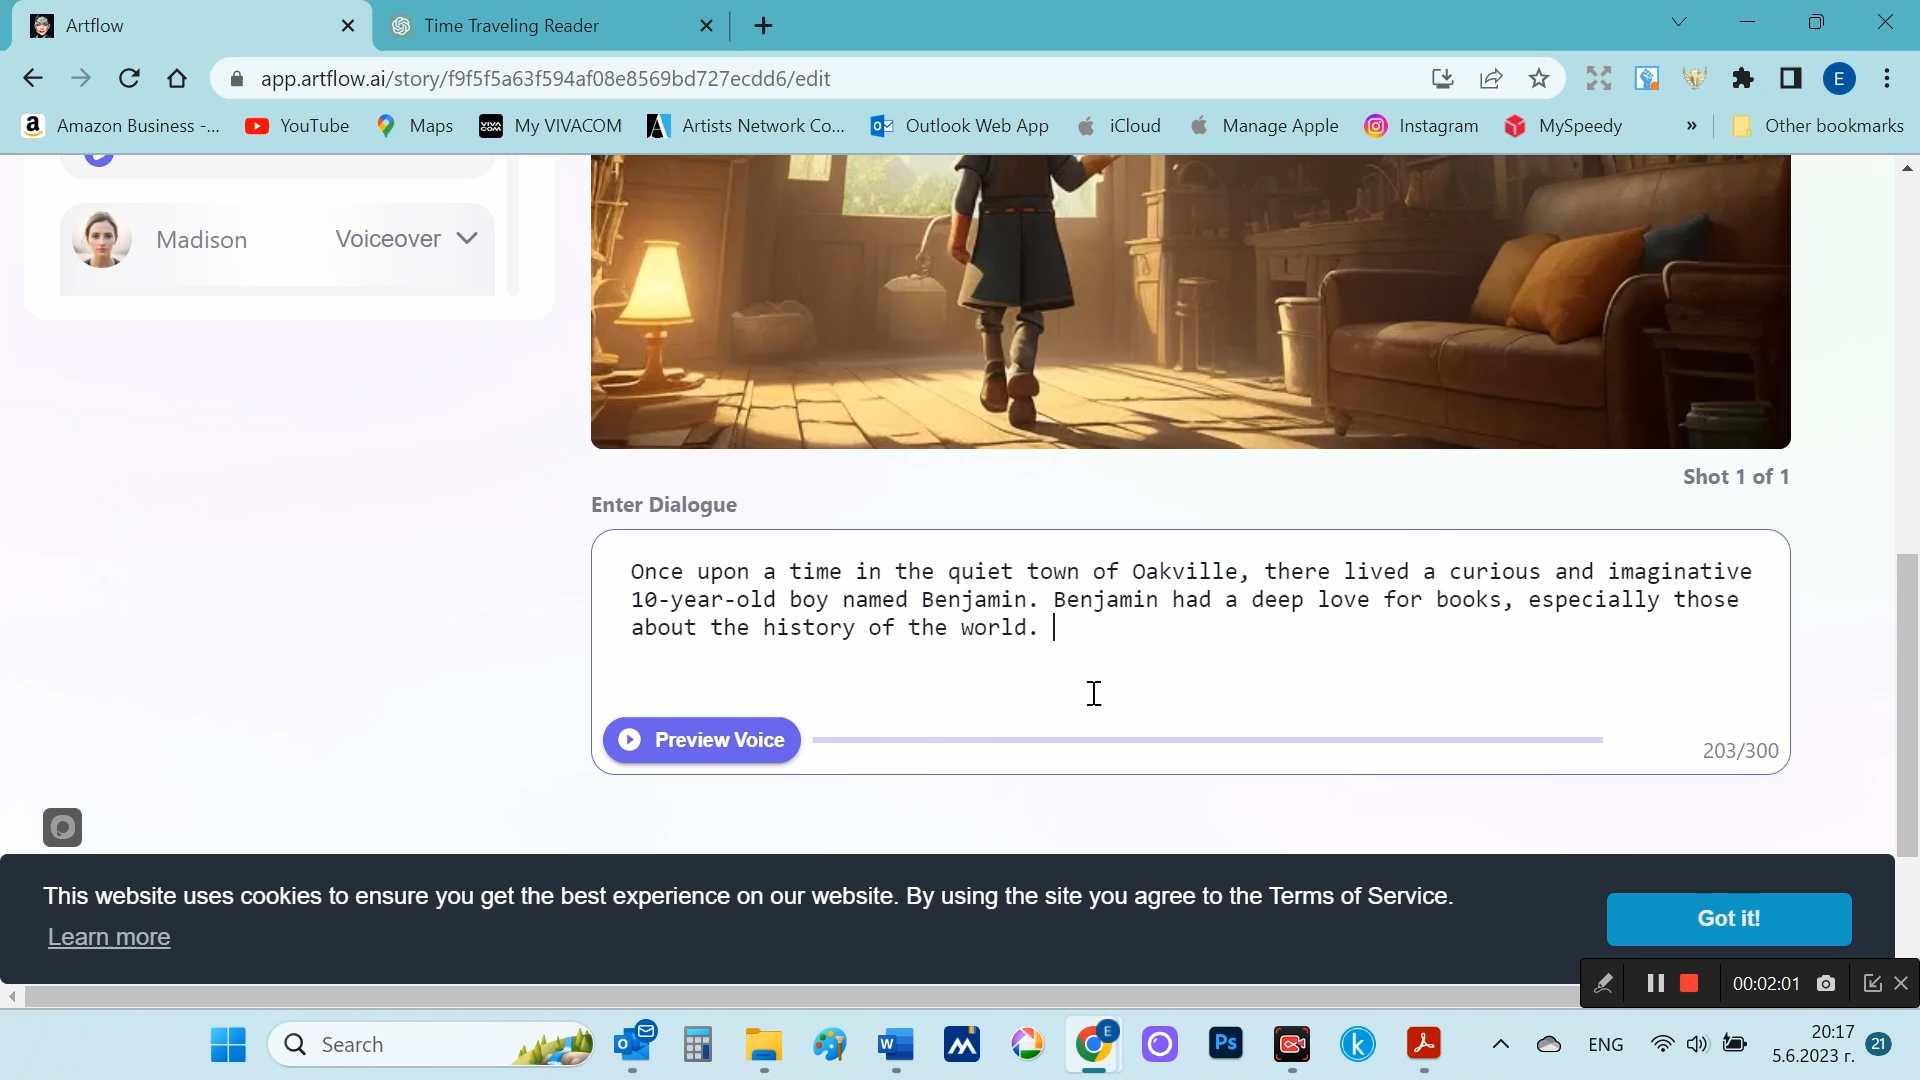 Artflow
Time Traveling Reader
app.artflow.ai/story/f9f5f5a63f594af08e8569bd727ecdd6/edit
E
Amazon Business -...
YouTube
Maps
My VIVACOM
Artists Network Co...
Outlook Web App
iCloud
Manage Apple
Instagram
MySpeedy
»
Other bookmarks
Madison
Voiceover
Shot 1 of 1
Enter Dialogue
Once upon a time in the quiet town of Oakville, there lived a curious and imaginative
10-year-old boy named Benjamin. Benjamin had a deep love for books, especially those
about the history of the world.
Preview Voice
203/300
This website uses cookies to ensure you get the best experience on our website. By using the site you agree to the Terms of Service.
Learn more
Got it!
00:02:01
Search
ENG
20:17
5.6.2023 г.
21